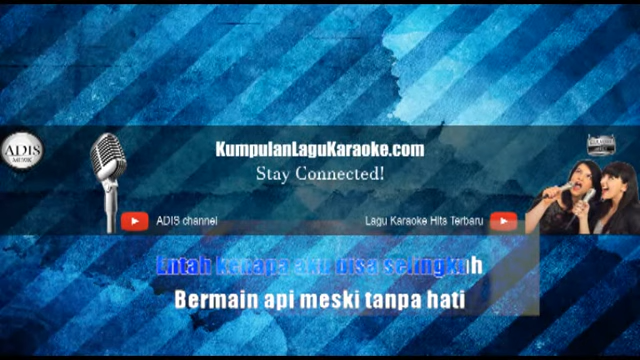 KumpulanLaguKaraoke.com
Stay Connected!
ADIS
MUSIK
ADIS channel
Lagu Karaoke Hits Terbaru
Entah kenapa aku bisa selingkuh
Bermain api meski tanpa hati